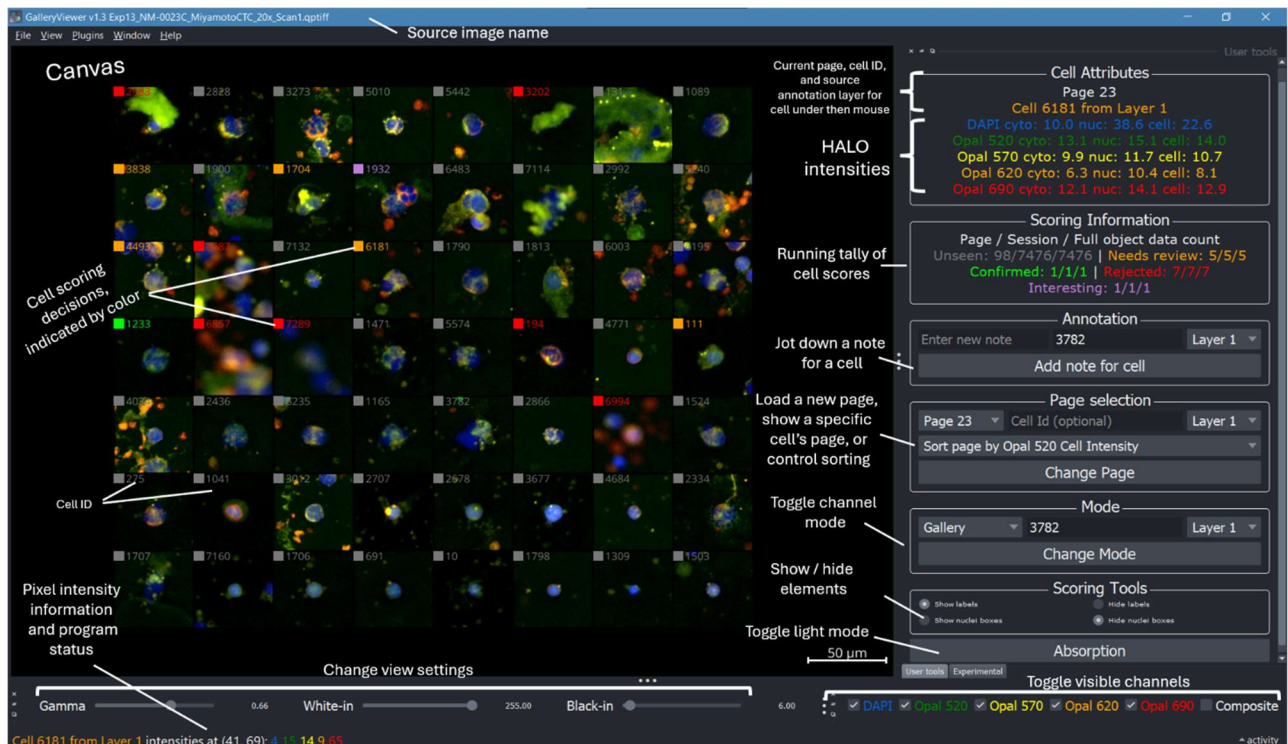 GalleryViewer v1.3 Exp13_NM-0023C_MiyamotoCTC_20x_Scan1.qptiff
Source image name
File View Plugins Window Help
Canvas
2828 3273 5010 5442 3202 1089
3838 1900 1704 1932 6483 7114 2992 5240
4493 7132 6181 1790 1813 6003
1233 6857 7289 1471 5574 194 4771 111
2436 6235 1165 3782 2866 6994 1524
275 1041 3012 2707 2678 3677 4684 2334
1707 7160 1706 691 10 1798 1309 1503
Cell scoring
decisions,
indicated by color
Cell ID
Pixel intensity
information
and program
status
50 µm
Current page, cell ID,
and source
annotation layer for
cell under then mouse
HALO
intensities
Running tally of
cell scores
Jot down a note
for a cell
Load a new page,
show a specific
cell's page, or
control sorting
Toggle channel
mode
Show / hide
elements
Toggle light mode
User tools
Cell Attributes
Page 23
Cell 6181 from Layer 1
DAPI cyto: 10.0 nuc: 38.6 cell: 22.6
Opal 520 cyto: 13.1 nuc: 15.1 cell: 14.0
Opal 570 cyto: 9.9 nuc: 11.7 cell: 10.7
Opal 620 cyto: 6.3 nuc: 10.4 cell: 8.1
Opal 690 cyto: 12.1 nuc: 14.1 cell: 12.9
Scoring Information
Page / Session / Full object data count
Unseen: 98/7476/7476 | Needs review: 5/5/5
Confirmed: 1/1/1 | Rejected: 7/7/7
Interesting: 1/1/1
Annotation
Enter new note 3782 Layer 1
Add note for cell
Page selection
Page 23 Cell Id (optional) Layer 1
Sort page by Opal 520 Cell Intensity
Change Page
Mode
Gallery 3782 Layer 1
Change Mode
Scoring Tools
Show labels Hide labels
Show nuclei boxes Hide nuclei boxes
Absorption
User tools Experimental
Change view settings
Toggle visible channels
Gamma 0.66 White-in 255.00 Black-in 6.00
DAPI Opal 520 Opal 570 Opal 620 Opal 690 Composite
Cell 6181 from Layer 1 intensities at (41, 69): 4 15 14 9 65
activity